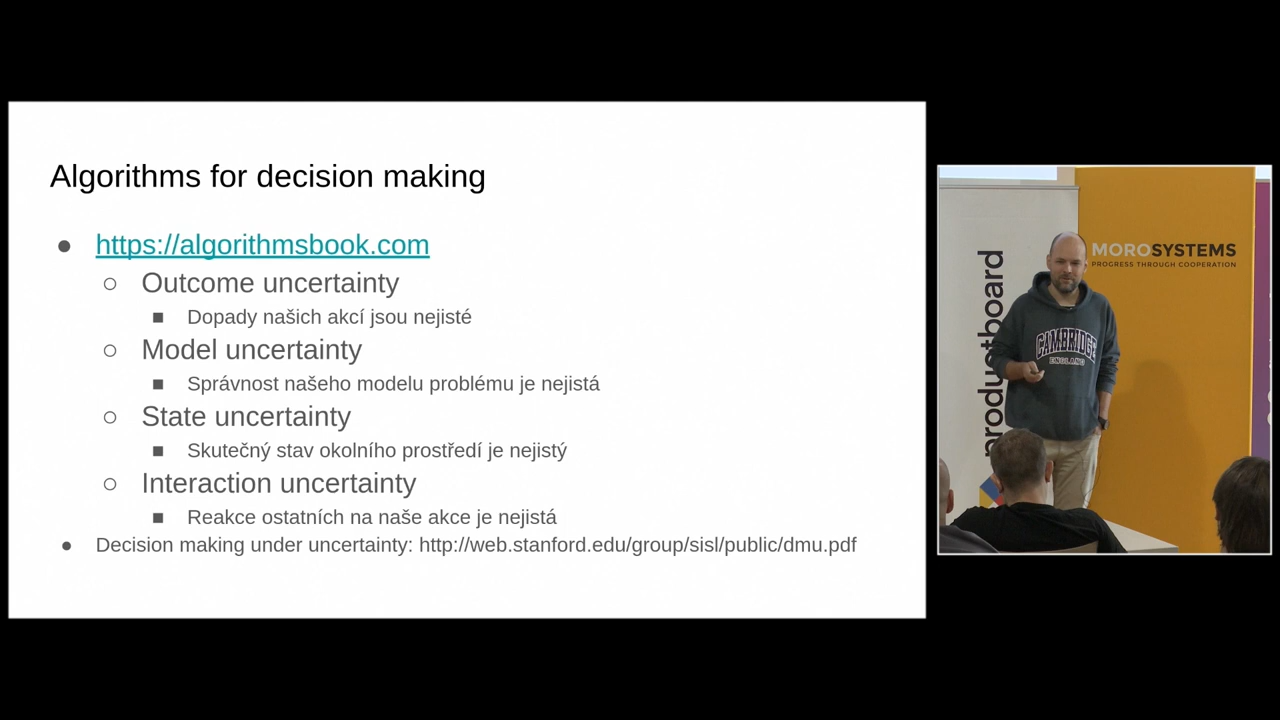 Algorithms for decision making
● https://algorithmsbook.com
○ Outcome uncertainty
■ Dopady našich akcí jsou nejisté
○ Model uncertainty
■ Správnost našeho modelu problému je nejistá
○ State uncertainty
■ Skutečný stav okolního prostředí je nejistý
○ Interaction uncertainty
■ Reakce ostatních na naše akce je nejistá
● Decision making under uncertainty: http://web.stanford.edu/group/sisl/public/dmu.pdf
productboard
MOROSYSTEMS
PROGRESS THROUGH COOPERATION
CAMBRIDGE
ENGLAND